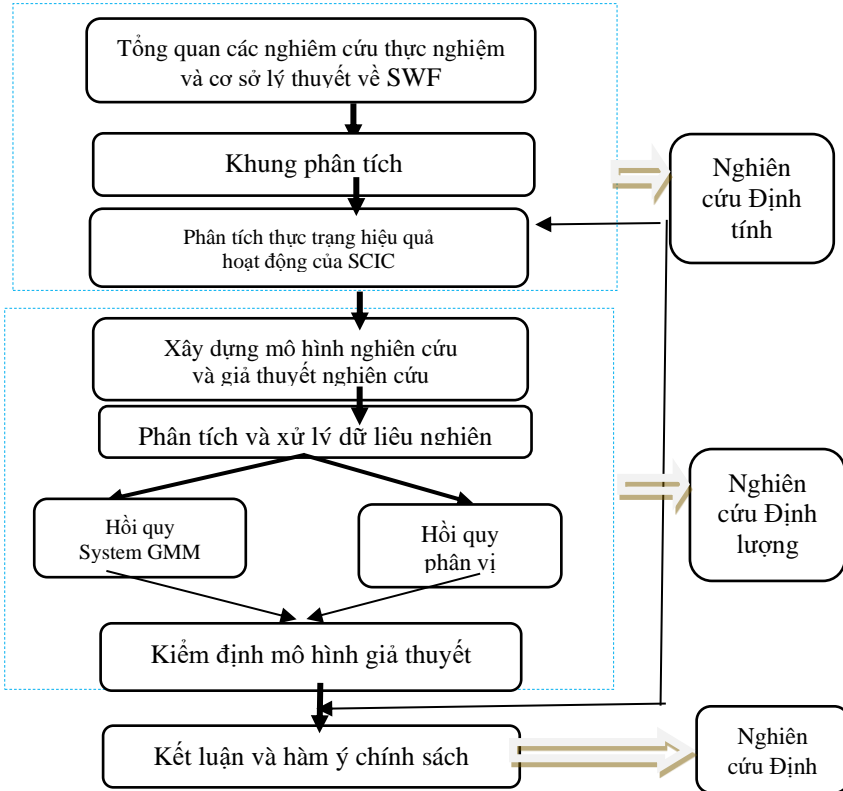 Tổng quan các nghiêm cứu thực nghiệm
và cơ sở lý thuyết về SWF
Khung phân tích
Nghiên
cứu Định
tính
Phân tích thực trạng hiệu quả
hoạt động của SCIC
Xây dựng mô hình nghiên cứu
và giả thuyết nghiên cứu
Phân tích và xử lý dữ liêu nghiên
Nghiên
cứu Định
lượng
Hồi quy
System GMM
Hồi quy
phân vị
Kiểm định mô hình giả thuyết
Kết luận và hàm ý chính sách
Nghiên
cứu Định